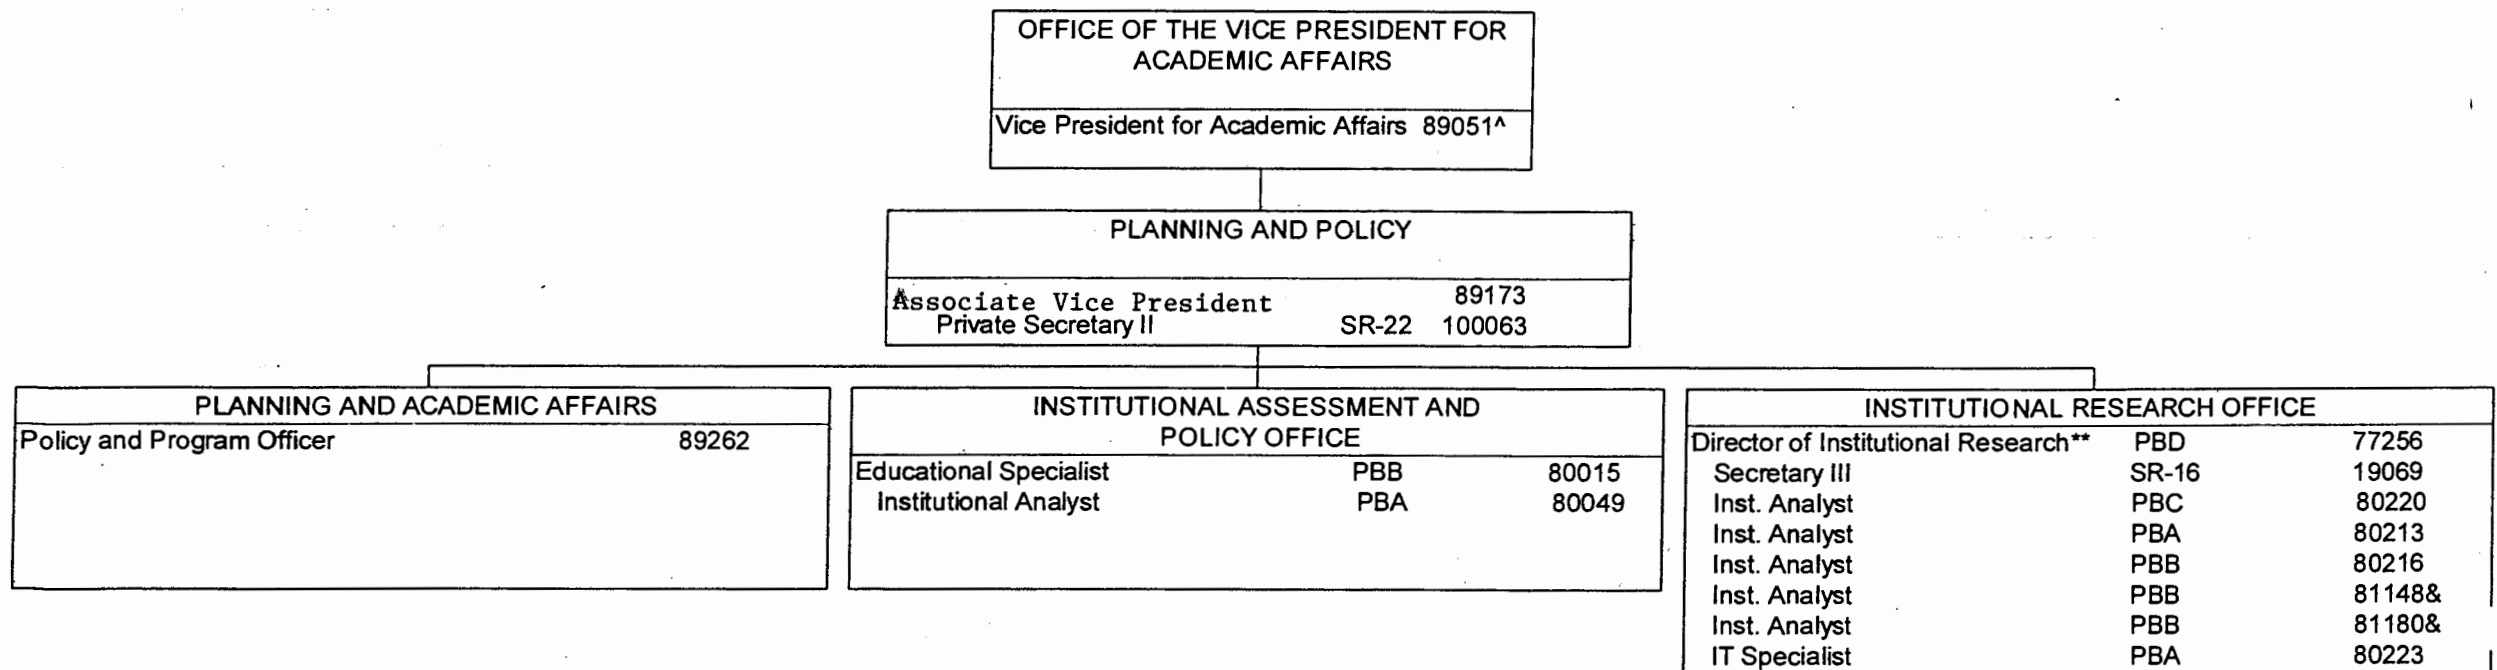 OFFICE OF THE VICE PRESIDENT FOR
ACADEMIC AFFAIRS
Vice President for Academic Affairs 89051^
PLANNING AND POLICY
Associate Vice President 89173
Private Secretary II SR-22 100063
PLANNING AND ACADEMIC AFFAIRS
Policy and Program Officer 89262
INSTITUTIONAL ASSESSMENT AND
POLICY OFFICE
Educational Specialist PBB 80015
Institutional Analyst PBA 80049
INSTITUTIONAL RESEARCH OFFICE
Director of Institutional Research** PBD 77256
Secretary III SR-16 19069
Inst. Analyst PBC 80220
Inst. Analyst PBA 80213
Inst. Analyst PBB 80216
Inst. Analyst PBB 81148&
Inst. Analyst PBB 81180&
IT Specialist PBA 80223